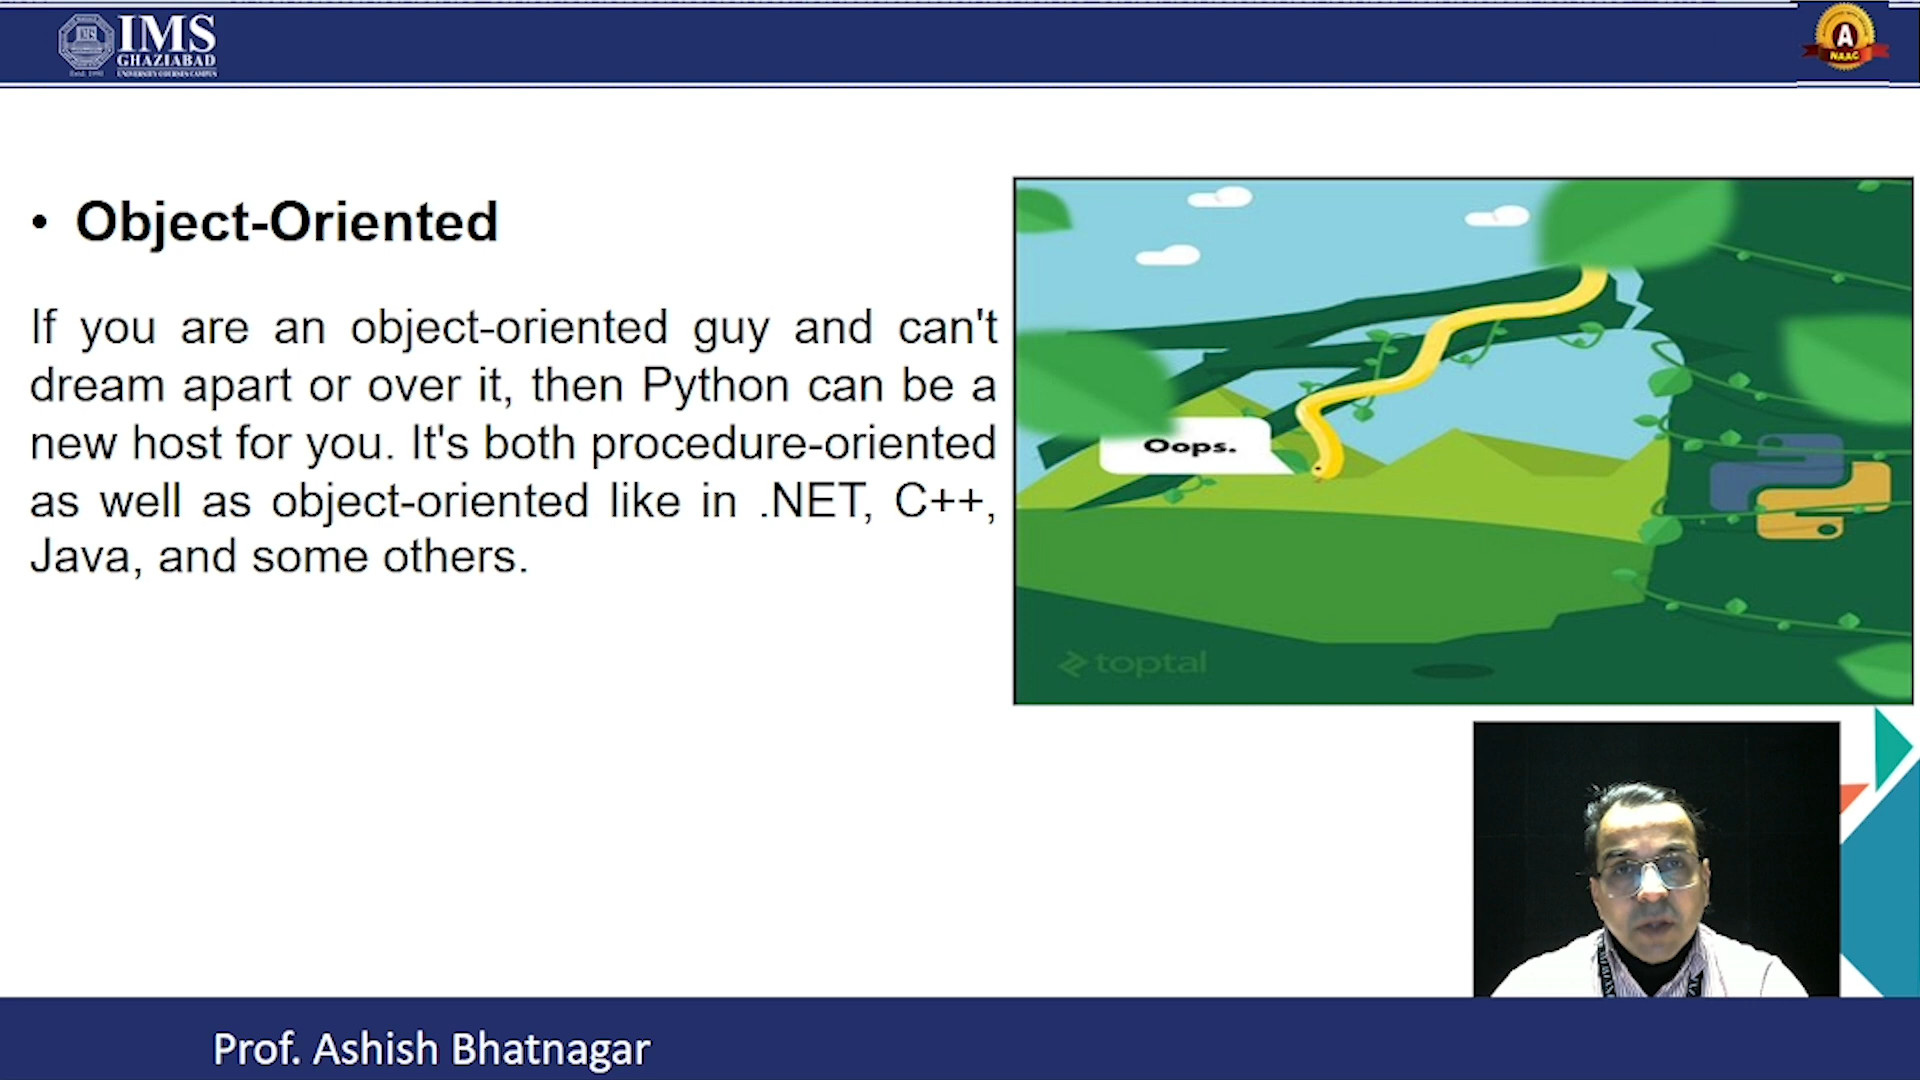 IMS
GHAZIABAD
UNIVERSITY COURSES CAMPUS
A
NAAC
• Object-Oriented
If you are an object-oriented guy and can't
dream apart or over it, then Python can be a
new host for you. It's both procedure-oriented
as well as object-oriented like in .NET, C++,
Java, and some others.
Oops.
toptal
Prof. Ashish Bhatnagar